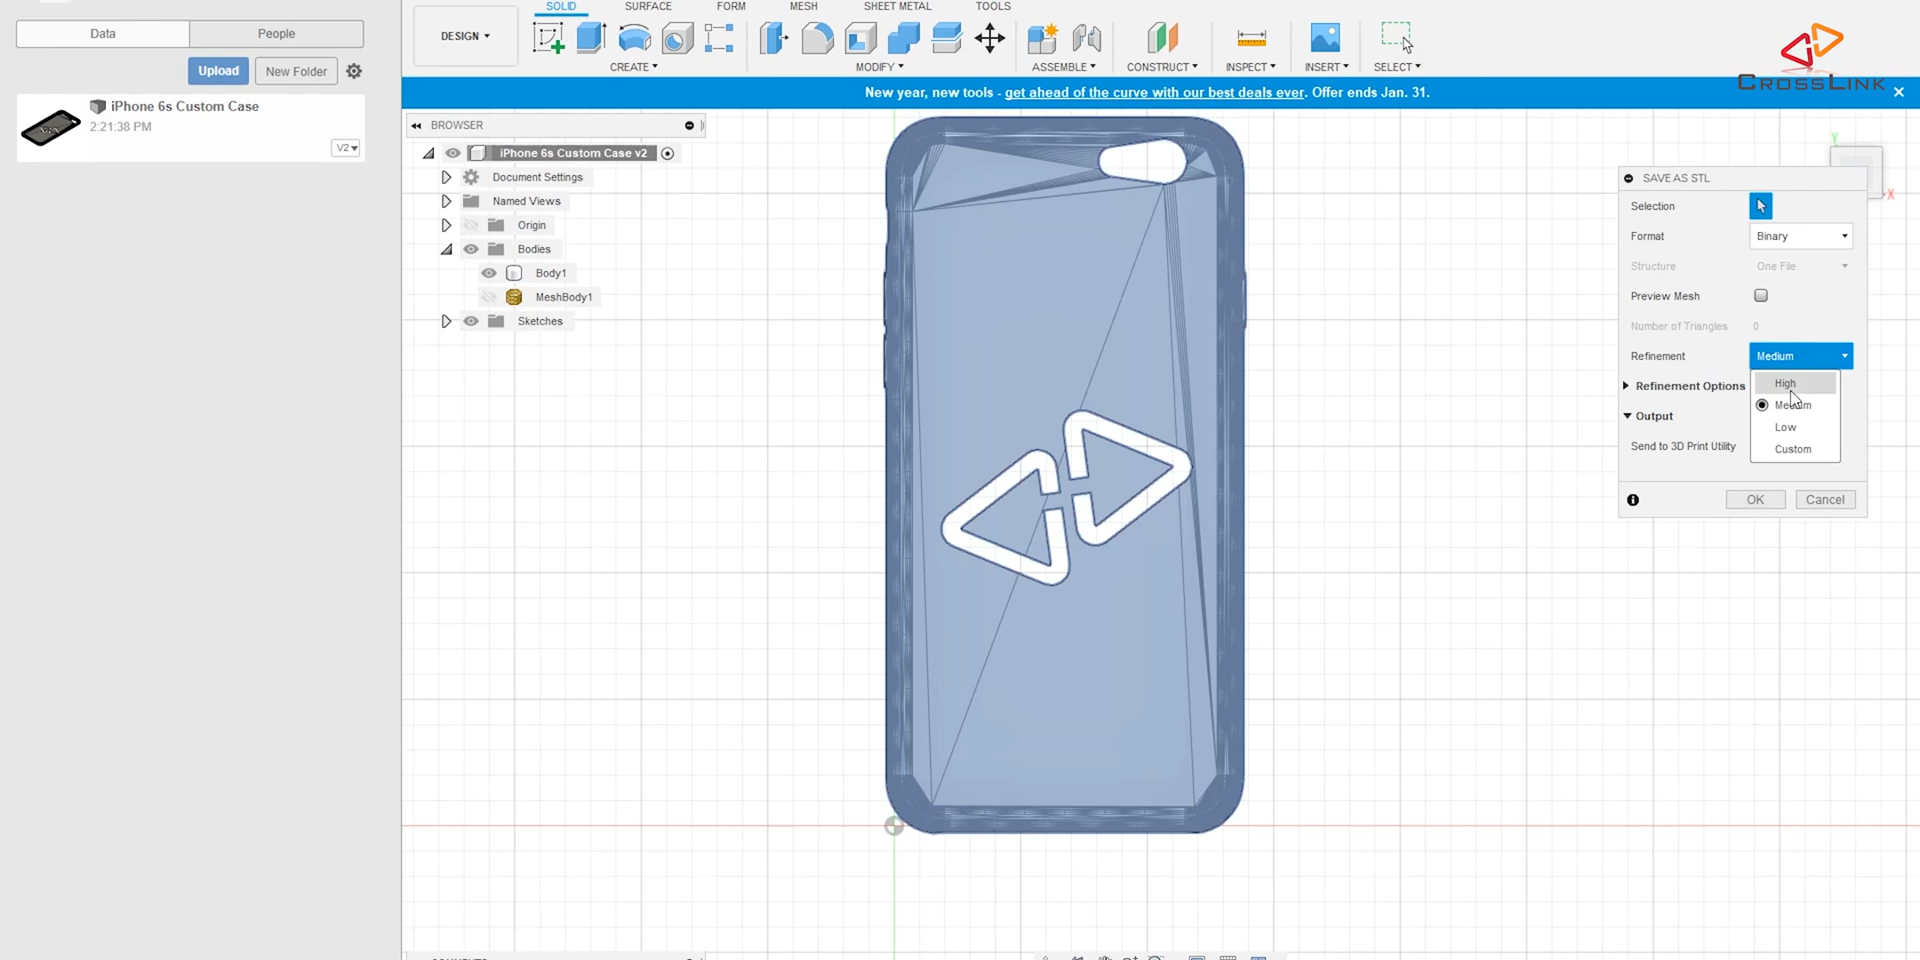 SOLID SURFACE FORM MESH SHEET METAL TOOLS
Data People
DESIGN
Upload New Folder
CREATE MODIFY ASSEMBLE CONSTRUCT INSPECT INSERT SELECT
CROSSLINK
New year, new tools - get ahead of the curve with our best deals ever. Offer ends Jan. 31.
iPhone 6s Custom Case
2:21:38 PM
V2
BROWSER
iPhone 6s Custom Case v2
Document Settings
Named Views
Origin
Bodies
Body1
MeshBody1
Sketches
Y
X
SAVE AS STL
Selection
Format Binary
Structure One File
Preview Mesh
Number of Triangles 0
Refinement Medium
High
Refinement Options
Medium
Output
Low
Send to 3D Print Utility
Custom
OK Cancel